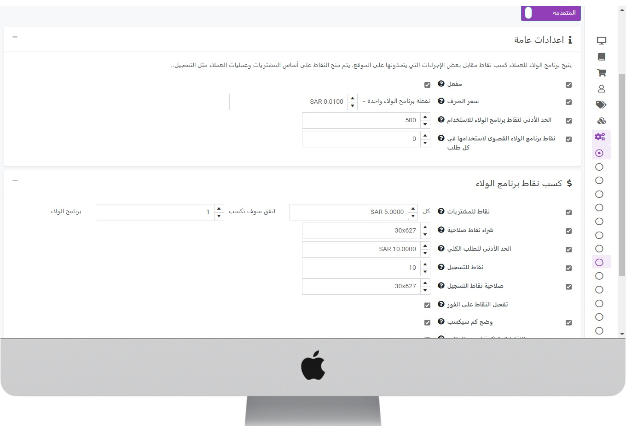 المتقدمة
اعدادات عامة
يتيح برنامج الولاء للعملاء كسب نقاط مقابل بعض الإجراءات التي يتخذونها على الموقع. يتم منح النقاط على أساس المشتريات وعمليات العملاء مثل التسجيل..
مفعل
سعر الصرف
نقطة برنامج الولاء واحدة =
SAR 0.0100
الحد الأدنى لنقاط برنامج الولاء للاستخدام
500
نقاط برنامج الولاء القصوى لاستخدامها في
كل طلب
0
$ كسب نقاط برنامج الولاء
نقاط للمشتريات
كل
SAR 5.0000
انفق سوف تكسب
1
برنامج الولاء
شراء نقاط صلاحية
30x627
الحد الأدنى للطلب الكلي
SAR 10.0000
نقاط للتسجيل
10
صلاحية نقاط التسجيل
30x627
تفعيل النقاط على الفور
وضح كم سيكسب